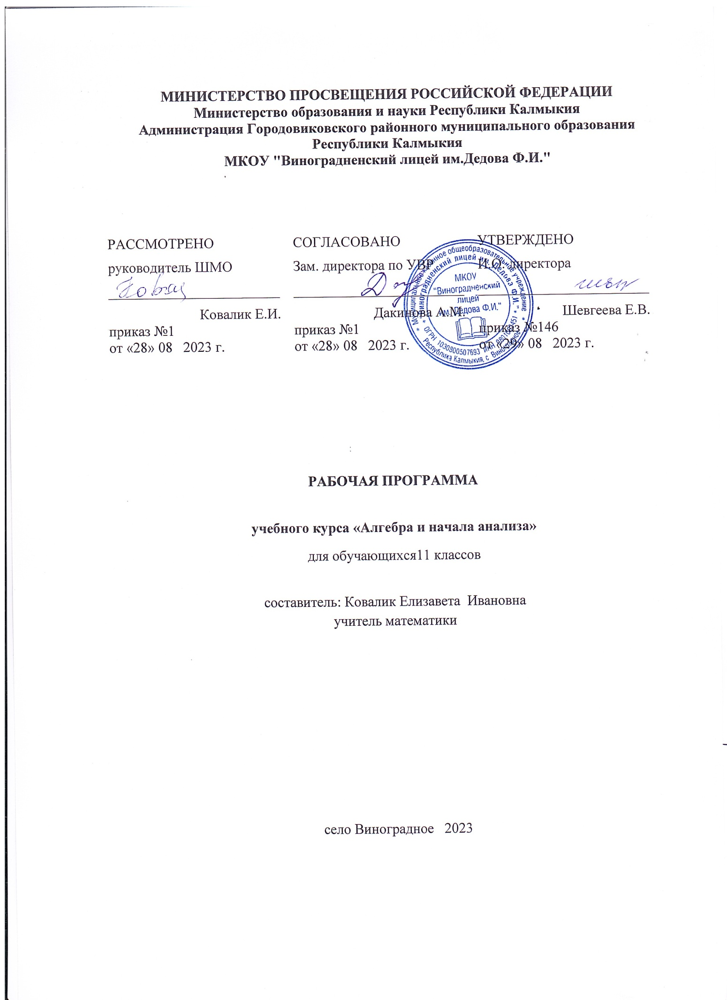 МИНИСТЕРСТВО ПРОСВЕЩЕНИЯ РОССИЙСКОЙ ФЕДЕРАЦИИ
Министерство образования и науки Республики Калмыкия
Администрация Городовиковского районного муниципального образования
Республики Калмыкия
МКОУ "Виноградненский лицей им.Дедова Ф.И."
РАССМОТРЕНО
руководитель ШМО
Ковалик Е.И.
приказ №1
от «28» 08 2023 г.
СОГЛАСОВАНО
Зам. директора по УВР
Дакинова А.М.
приказ №1
от «28» 08 2023 г.
УТВЕРЖДЕНО
И.О. директора
Шевгеева Е.В.
приказ №146
от «29» 08 2023 г.
* Муниципальное казенное общеобразовательное учреждение *
"Виноградненский лицей им. Дедова Ф.И."
МКОУ
"Виноградненский
лицей
им. Дедова Ф.И."
* ОГРН 1030800507693 ИНН
Республика Калмыкия, с. Виноградное
РАБОЧАЯ ПРОГРАММА
учебного курса «Алгебра и начала анализа»
для обучающихся11 классов
составитель: Ковалик Елизавета Ивановна
учитель математики
село Виноградное 2023